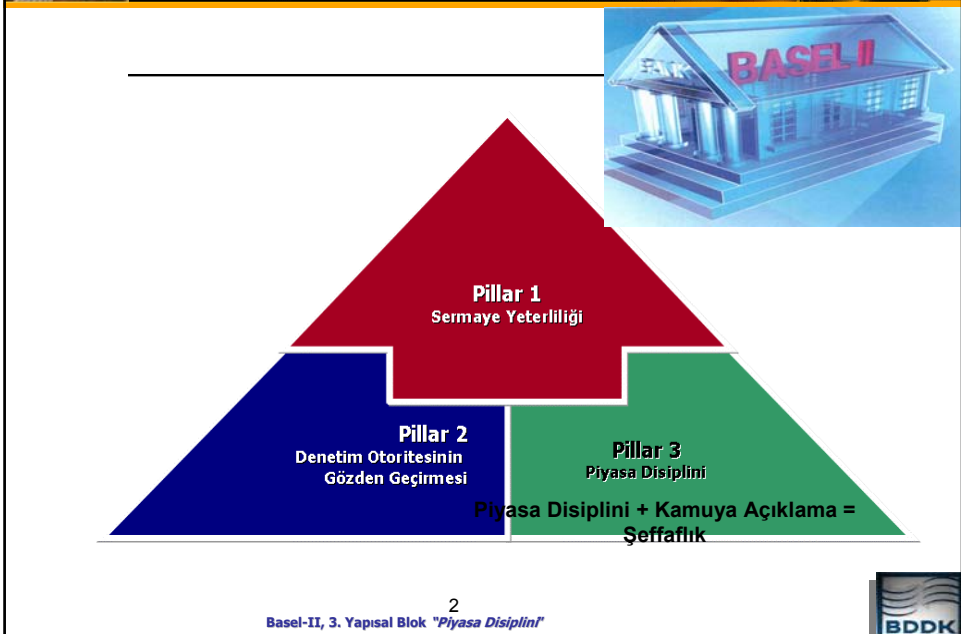 BANK
BASEL II
Pillar 1
Sermaye Yeterliliği
Pillar 2
Denetim Otoritesinin
Gözden Geçirmesi
Pillar 3
Piyasa Disiplini
Piyasa Disiplini + Kamuya Açıklama =
Şeffaflık
2
Basel-II, 3. Yapısal Blok "Piyasa Disiplini"
BDDK